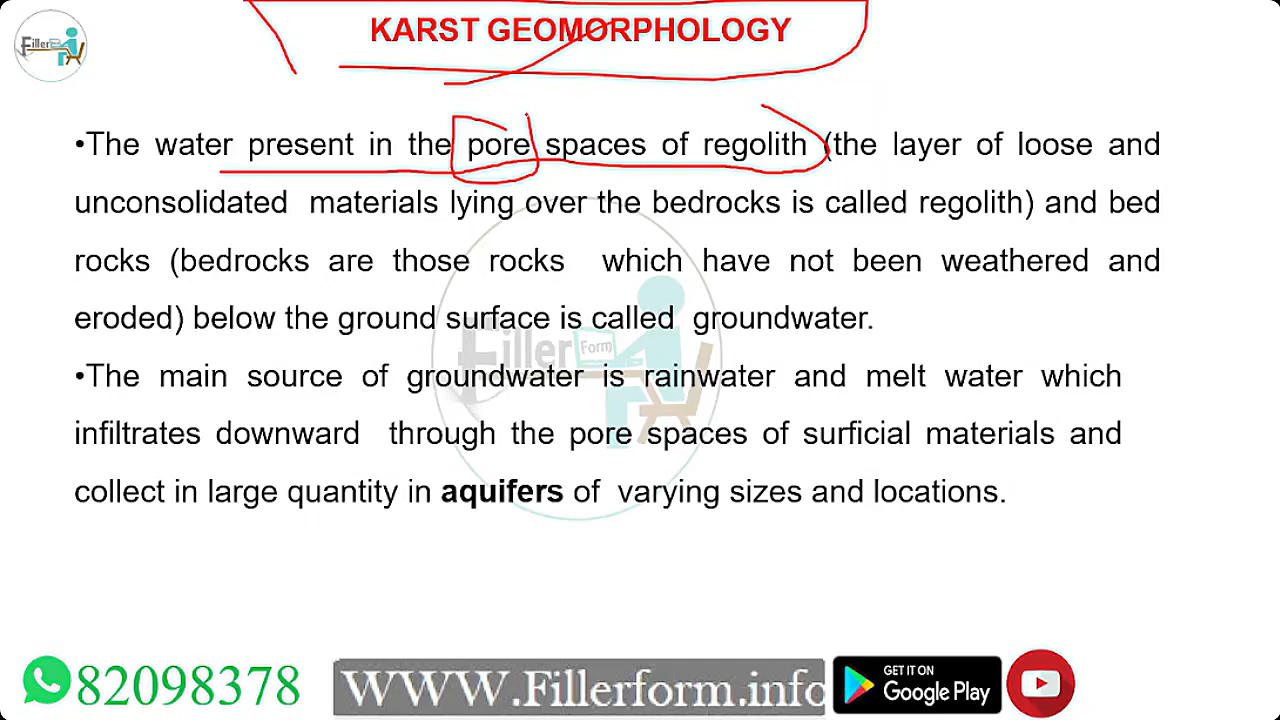 KARST GEOMORPHOLOGY
Filler
•The water present in the pore spaces of regolith (the layer of loose and
unconsolidated materials lying over the bedrocks is called regolith) and bed
rocks (bedrocks are those rocks which have not been weathered and
eroded) below the ground surface is called groundwater.
Filler Form
•The main source of groundwater is rainwater and melt water which
infiltrates downward through the pore spaces of surficial materials and
collect in large quantity in aquifers of varying sizes and locations.
82098378
WWW.Fillerform.info
GET IT ON
Google Play